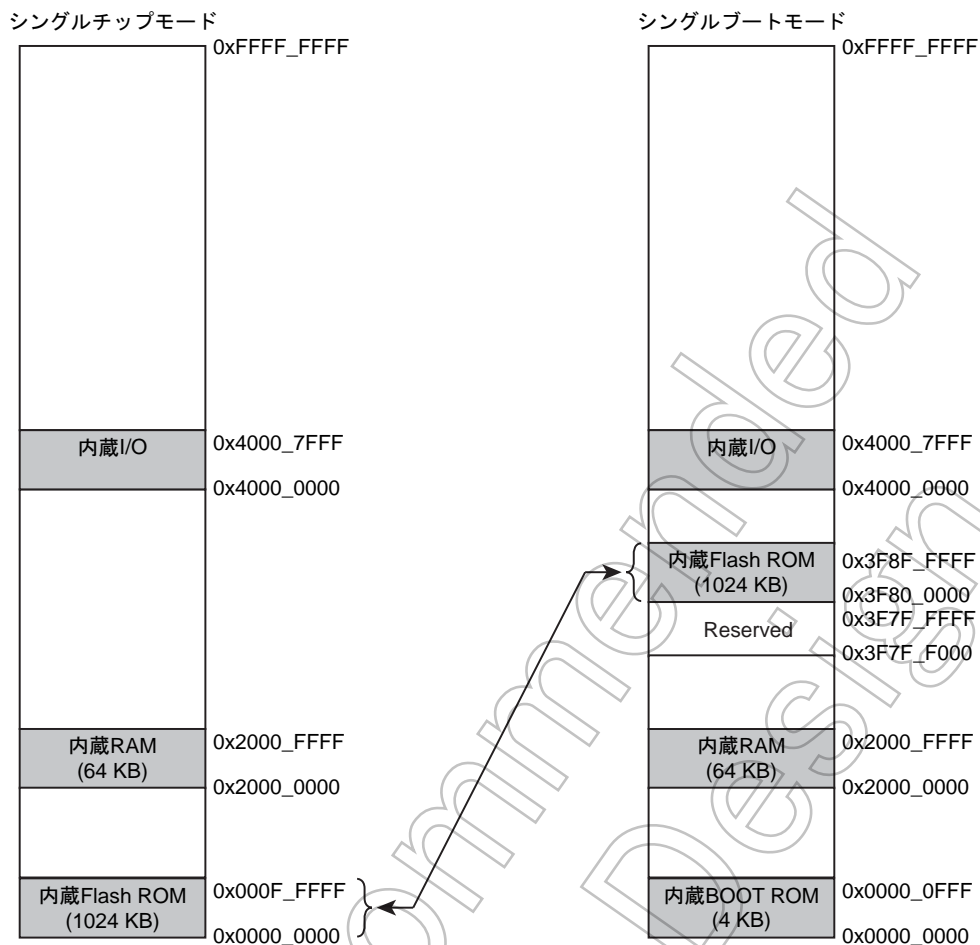 シングルチップモード
0xFFFF_FFFF
内蔵I/O
0x4000_7FFF
0x4000_0000
内蔵RAM
(64 KB)
0x2000_FFFF
0x2000_0000
内蔵Flash ROM
(1024 KB)
0x000F_FFFF
0x0000_0000
シングルブートモード
0xFFFF_FFFF
内蔵I/O
0x4000_7FFF
0x4000_0000
内蔵Flash ROM
(1024 KB)
0x3F8F_FFFF
0x3F80_0000
Reserved
0x3F7F_FFFF
0x3F7F_F000
内蔵RAM
(64 KB)
0x2000_FFFF
0x2000_0000
内蔵BOOT ROM
(4 KB)
0x0000_0FFF
0x0000_0000
ommended
Design